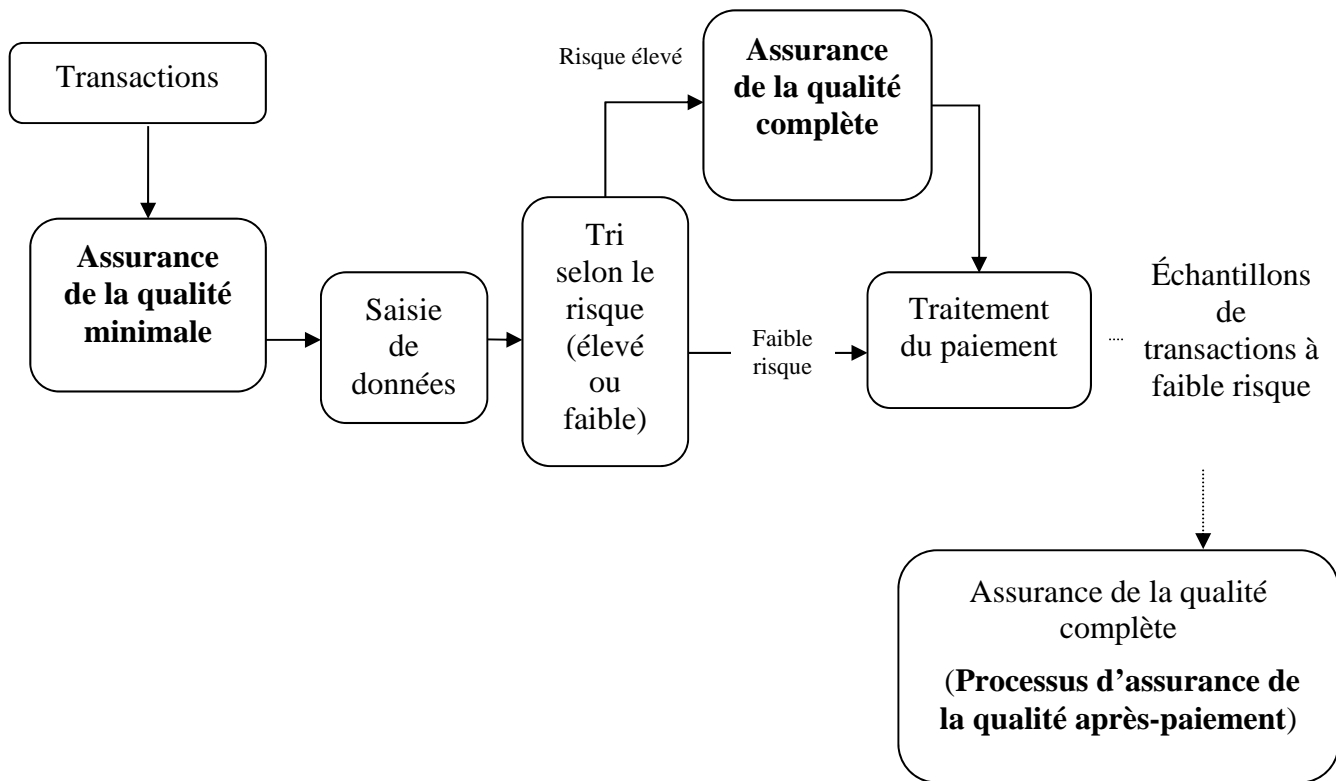 Transactions
Assurance
de la qualité
minimale
Saisie
de
données
Tri
selon le
risque
(élevé
ou
faible)
Risque élevé
Assurance
de la qualité
complète
Faible
risque
Traitement
du paiement
Échantillons
de
transactions à
faible risque
Assurance de la qualité
complète
(Processus d’assurance de
la qualité après-paiement)